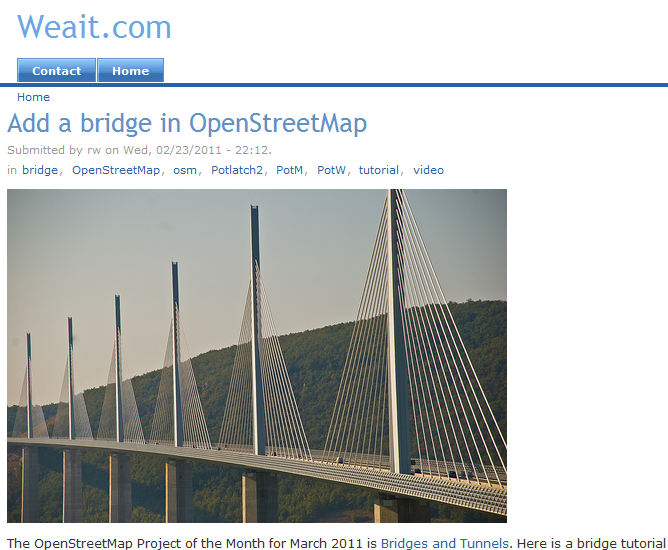 Weait.com
Contact Home
Home
Add a bridge in OpenStreetMap
Submitted by rw on Wed, 02/23/2011 - 22:12.
in bridge, OpenStreetMap, osm, Potlatch2, PotM, PotW, tutorial, video
The OpenStreetMap Project of the Month for March 2011 is Bridges and Tunnels. Here is a bridge tutorial